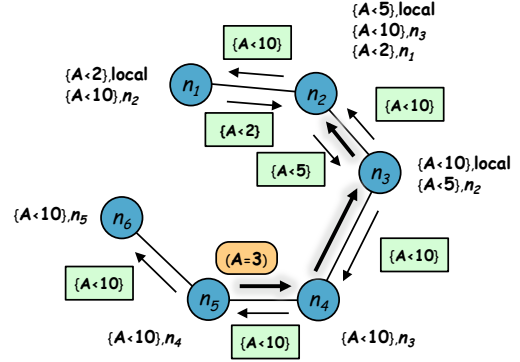 {A<5},local
{A<10},n3
{A<2},n1
{A<10}
{A<2},local
{A<10},n2
n1
n2
{A<10}
{A<2}
{A<5}
n3
{A<10},local
{A<5},n2
{A<10},n5
n6
(A=3)
{A<10}
{A<10}
n5
n4
{A<10},n4
{A<10}
{A<10},n3